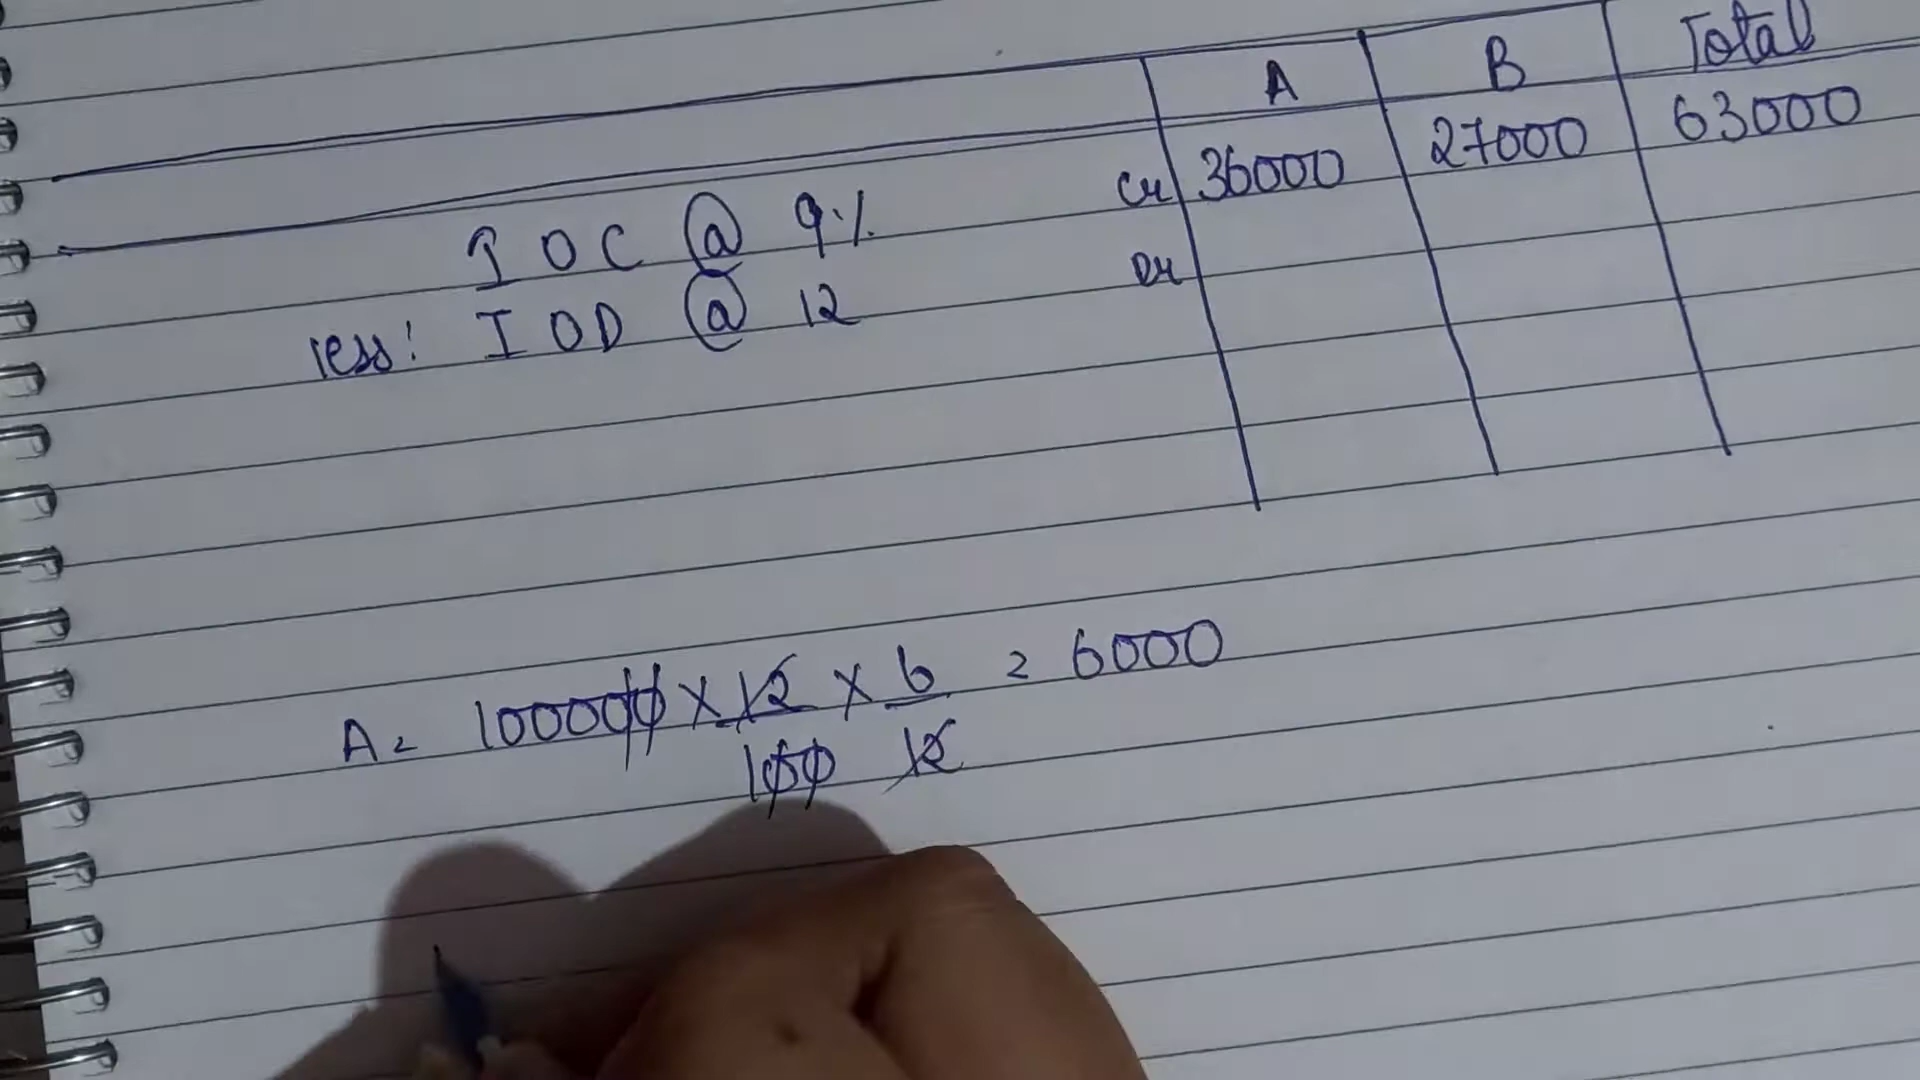 A B Total
IOC @ 9% Cr 36000 27000 63000
less: IOD @ 12 Dr
A = 100000 × 12/100 × 6/12 = 6000